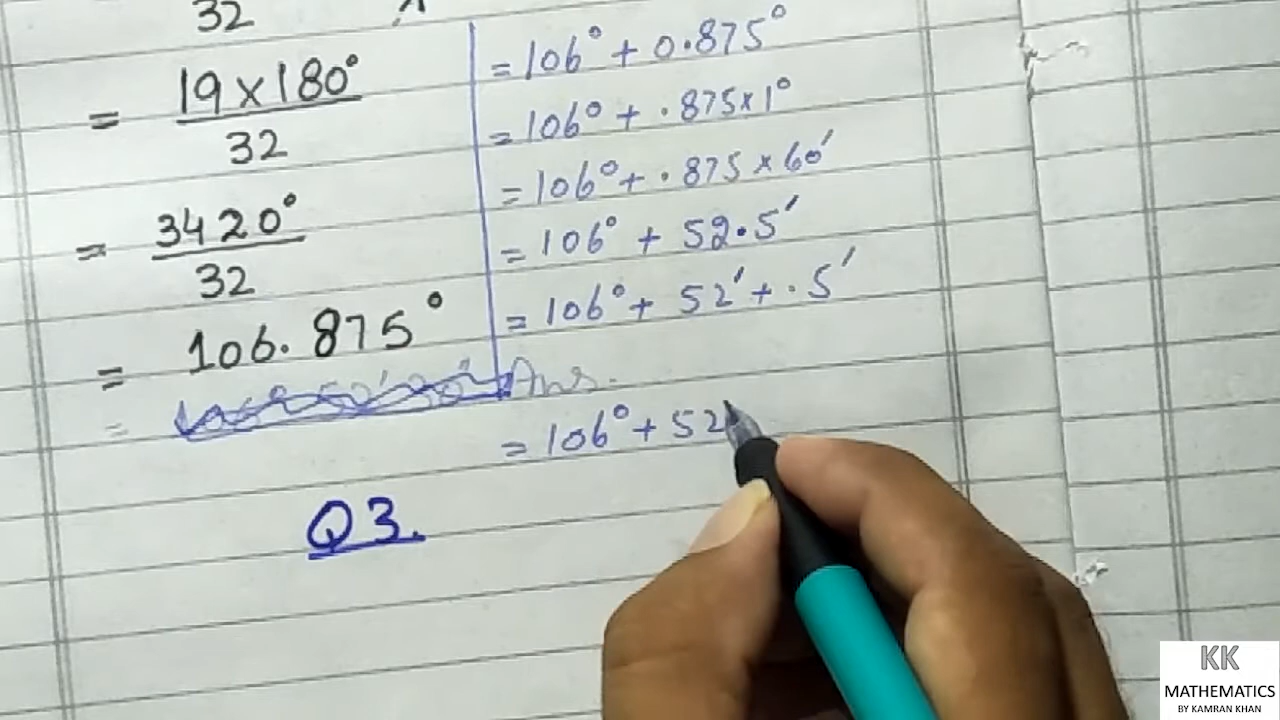 32
= 19 x 180°
32
= 3420°
32
= 106.875°
=
= 106° + 0.875°
= 106° + .875 x 1°
= 106° + .875 x 60'
= 106° + 52.5'
= 106° + 52' + .5'
Ans.
= 106° + 52
Q3.
KK
MATHEMATICS
BY KAMRAN KHAN